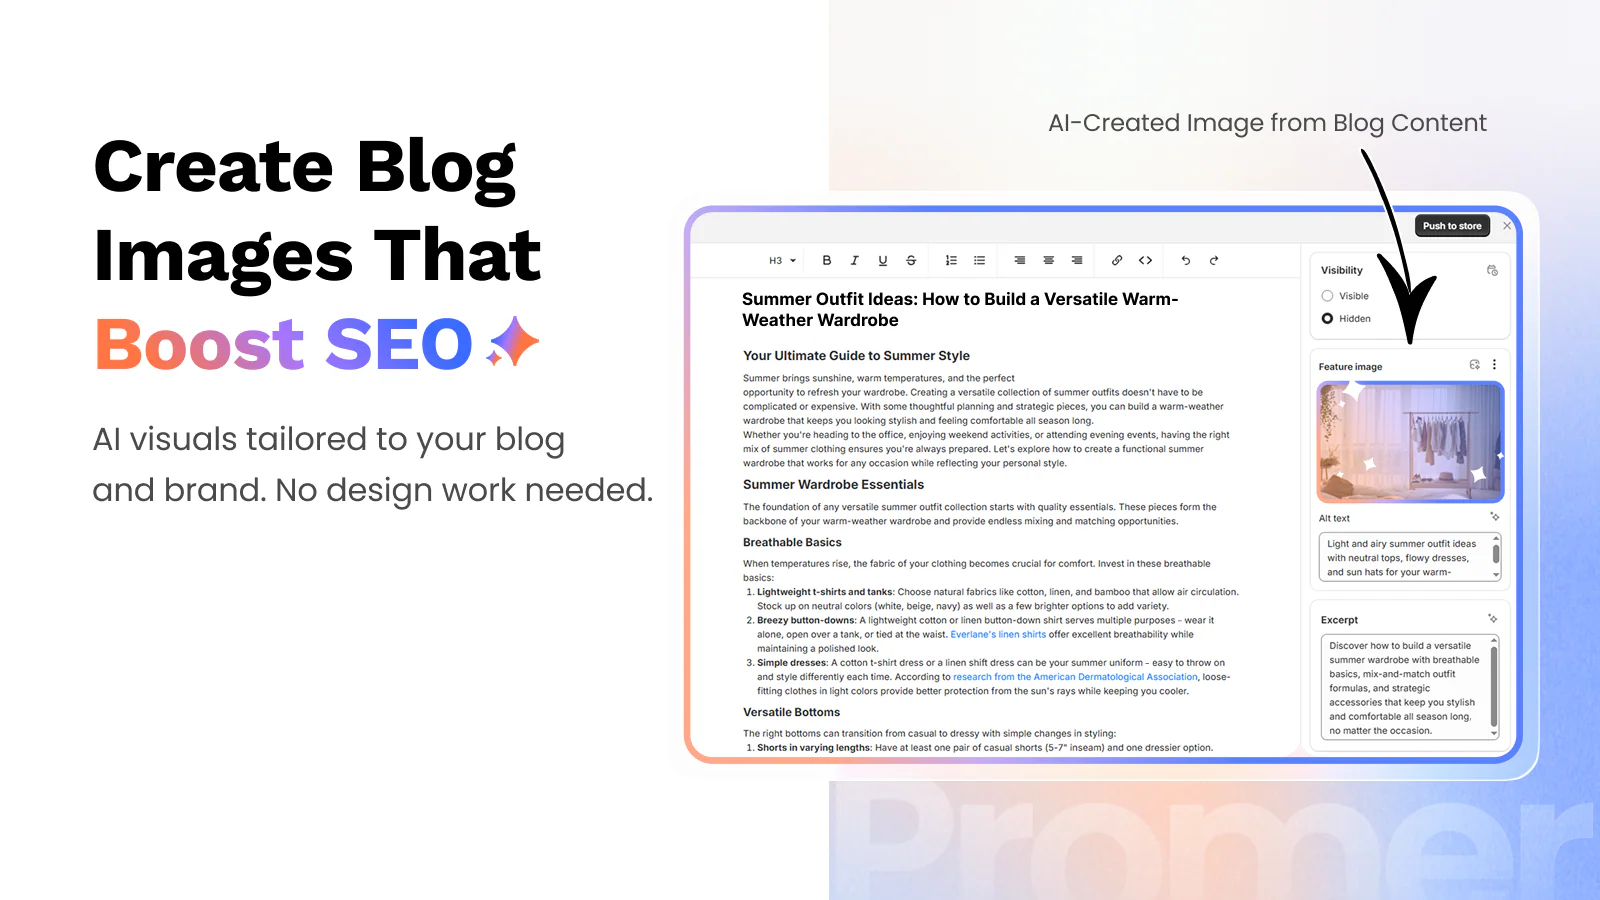 Create Blog
Images That
Boost SEO
AI visuals tailored to your blog
and brand. No design work needed.
AI-Created Image from Blog Content
Push to store
H3
B I U S
Summer Outfit Ideas: How to Build a Versatile Warm-
Weather Wardrobe
Your Ultimate Guide to Summer Style
Summer brings sunshine, warm temperatures, and the perfect
opportunity to refresh your wardrobe. Creating a versatile collection of summer outfits doesn't have to be
complicated or expensive. With some thoughtful planning and strategic pieces, you can build a warm-weather
wardrobe that keeps you looking stylish and feeling comfortable all season long.
Whether you're heading to the office, enjoying weekend activities, or attending evening events, having the right
mix of summer clothing ensures you're always prepared. Let's explore how to create a functional summer
wardrobe that works for any occasion while reflecting your personal style.
Summer Wardrobe Essentials
The foundation of any versatile summer outfit collection starts with quality essentials. These pieces form the
backbone of your warm-weather wardrobe and provide endless mixing and matching opportunities.
Breathable Basics
When temperatures rise, the fabric of your clothing becomes crucial for comfort. Invest in these breathable
basics:
1. Lightweight t-shirts and tanks: Choose natural fabrics like cotton, linen, and bamboo that allow air circulation.
Stock up on neutral colors (white, beige, navy) as well as a few brighter options to add variety.
2. Breezy button-downs: A lightweight cotton or linen button-down shirt serves multiple purposes - wear it
alone, open over a tank, or tied at the waist. Everlane's linen shirts offer excellent breathability while
maintaining a polished look.
3. Simple dresses: A cotton t-shirt dress or a linen shift dress can be your summer uniform - easy to throw on
and style differently each time. According to research from the American Dermatological Association, loose-
fitting clothes in light colors provide better protection from the sun's rays while keeping you cooler.
Versatile Bottoms
The right bottoms can transition from casual to dressy with simple changes in styling:
1. Shorts in varying lengths: Have at least one pair of casual shorts (5-7" inseam) and one dressier option.
Visibility
Visible
Hidden
Feature image
Alt text
Light and airy summer outfit ideas
with neutral tops, flowy dresses,
and sun hats for your warm-
Excerpt
Discover how to build a versatile
summer wardrobe with breathable
basics, mix-and-match outfit
formulas, and strategic
accessories that keep you stylish
and comfortable all season long,
no matter the occasion.
Promer